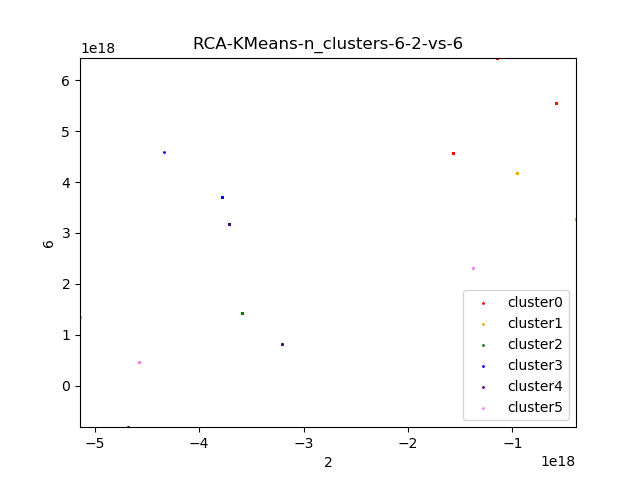 RCA-KMeans-n_clusters-6-2-vs-6
1e18
6
5
4
3
2
1
0
6
−5
−4
−3
−2
−1
1e18
2
cluster0
cluster1
cluster2
cluster3
cluster4
cluster5